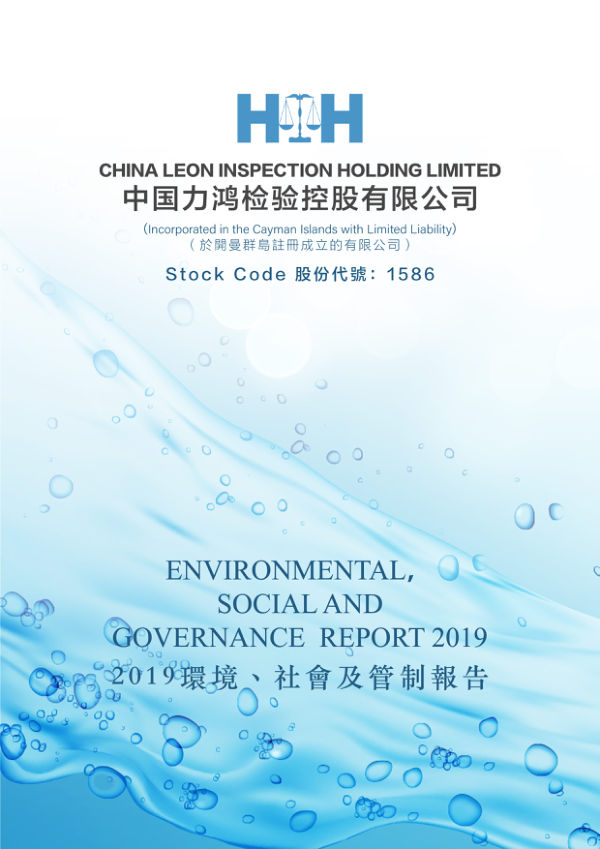 H H
CHINA LEON INSPECTION HOLDING LIMITED
中国力鸿检验控股有限公司
(Incorporated in the Cayman Islands with Limited Liability)
（於開曼群島註冊成立的有限公司）
Stock Code 股份代號：1586
ENVIRONMENTAL,
SOCIAL AND
GOVERNANCE REPORT 2019
2019環境、社會及管制報告